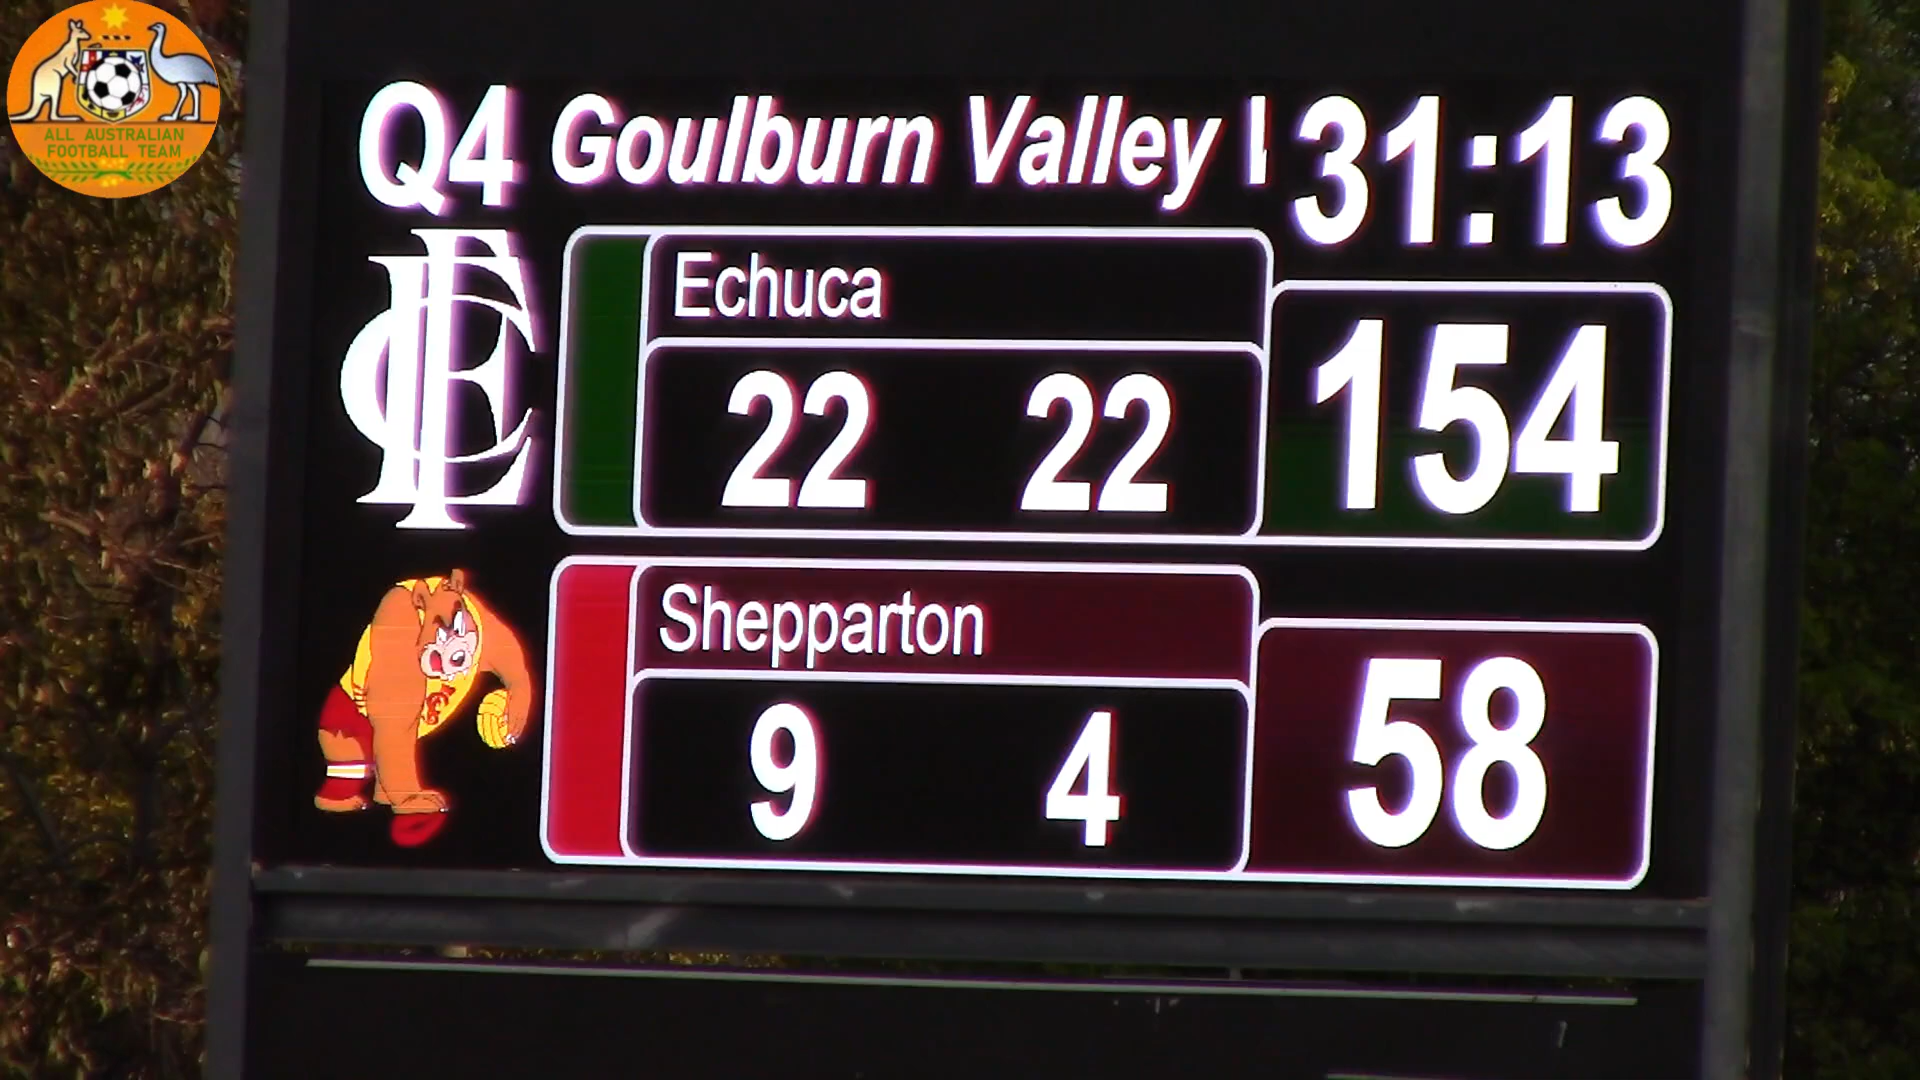 ALL AUSTRALIAN
FOOTBALL TEAM
Q4 Goulburn Valley 31:13
Echuca
22 22 154
Shepparton
9 4 58